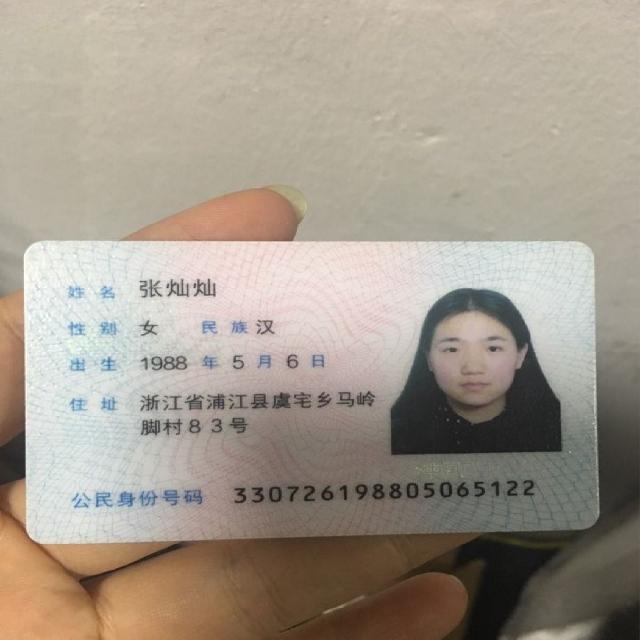 姓名 张灿灿
性别 女 民族 汉
出生 1988 年 5 月 6 日
住址 浙江省浦江县虞宅乡马岭
脚村83号
公民身份号码 330726198805065122